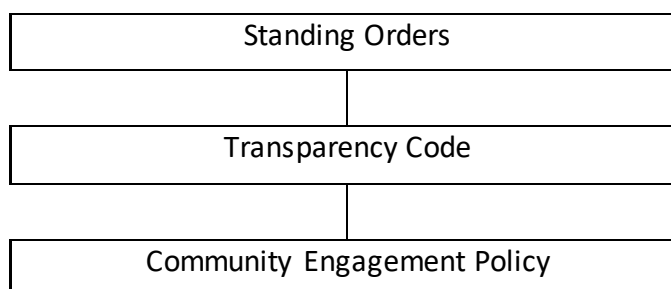 Standing Orders
Transparency Code
Community Engagement Policy